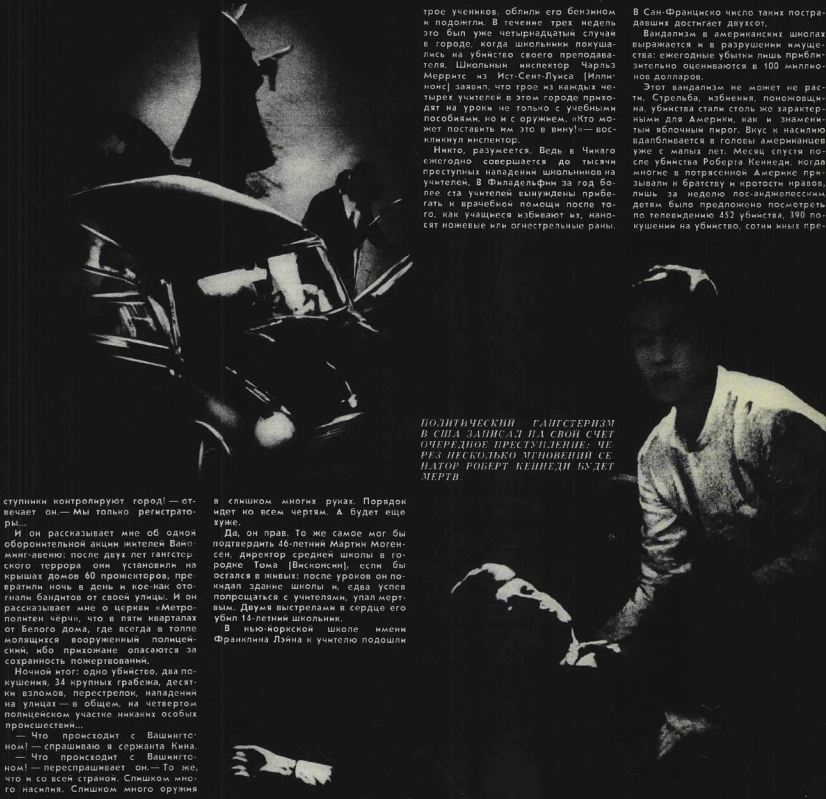 ступники контролируют город! — от-
вечает он.— Мы только регистрато-
ры...
И он рассказывает мне об одной
оборонительной акции жителей Вайо-
минг-авеню: после двух лет гангстер-
ского террора они установили на
крышах домов 60 прожекторов, пре-
вратили ночь в день и кое-как ото-
гнали бандитов от своей улицы. И он
рассказывает мне о церкви «Метро-
политен чёрч», что в пяти кварталах
от Белого дома, где всегда в толпе
молящихся вооруженный полицей-
ский, ибо прихожане опасаются за
сохранность пожертвований.
Ночной итог: одно убийство, два по-
кушения, 34 крупных грабежа, десят-
ки взломов, перестрелок, нападений
на улицах — в общем, на четвертом
полицейском участке никаких особых
происшествий...
— Что происходит с Вашингто-
ном! — спрашиваю я сержанта Кина.
— Что происходит с Вашингто-
ном! — переспрашивает он.— То же,
что и со всей страной. Слишком мно-
го насилия. Слишком много оружия
в слишком многих руках. Порядок
идет ко всем чертям. А будет еще
хуже.
Да, он прав. То же самое мог бы
подтвердить 46-летний Мартин Моген-
сен, директор средней школы в го-
родке Тома (Висконсин), если бы
остался в живых: после уроков он по-
кидал здание школы и, едва успев
попрощаться с учителями, упал мерт-
вым. Двумя выстрелами в сердце его
убил 14-летний школьник.
В нью-йоркской школе имени
Франклина Лэйна к учителю подошли
трое учеников, облили его бензином
и подожгли. В течение трех недель
это был уже четырнадцатый случай
в городе, когда школьники покуша-
лись на убийство своего преподава-
теля. Школьный инспектор Чарльз
Мерритс из Ист-Сент-Луиса (Илли-
нойс) заявил, что трое из каждых че-
тырех учителей в этом городе прихо-
дят на уроки не только с учебными
пособиями, но и с оружием. «Кто мо-
жет поставить им это в вину!» — вос-
кликнул инспектор.
Никто, разумеется. Ведь в Чикаго
ежегодно совершается до тысячи
преступных нападений школьников на
учителей. В Филадельфии за год бо-
лее ста учителей вынуждены прибе-
гать к врачебной помощи после то-
го, как учащиеся избивают их, нано-
сят ножевые или огнестрельные раны.
В Сан-Франциско число таких постра-
давших достигает двухсот.
Вандализм в американских школах
выражается и в разрушении имуще-
ства: ежегодные убытки лишь прибли-
зительно оцениваются в 100 миллио-
нов долларов.
Этот вандализм не может не рас-
ти. Стрельба, избиения, поножовщи-
на, убийства стали столь же характер-
ными для Америки, как и знамени-
тый яблочный пирог. Вкус к насилию
вдалбливается в головы американцев
уже с малых лет. Месяц спустя по-
сле убийства Роберта Кеннеди, когда
многие в потрясенной Америке при-
зывали к братству и кротости нравов,
лишь за неделю лос-анджелесским
детям было предложено посмотреть
по телевидению 452 убийства, 390 по-
кушений на убийство, сотни иных пре-
ПОЛИТИЧЕСКИЙ ГАНГСТЕРИЗМ
В США ЗАПИСАЛ НА СВОЙ СЧЕТ
ОЧЕРЕДНОЕ ПРЕСТУПЛЕНИЕ: ЧЕ-
РЕЗ НЕСКОЛЬКО МГНОВЕНИЙ СЕ-
НАТОР РОБЕРТ КЕННЕДИ БУДЕТ
МЕРТВ.